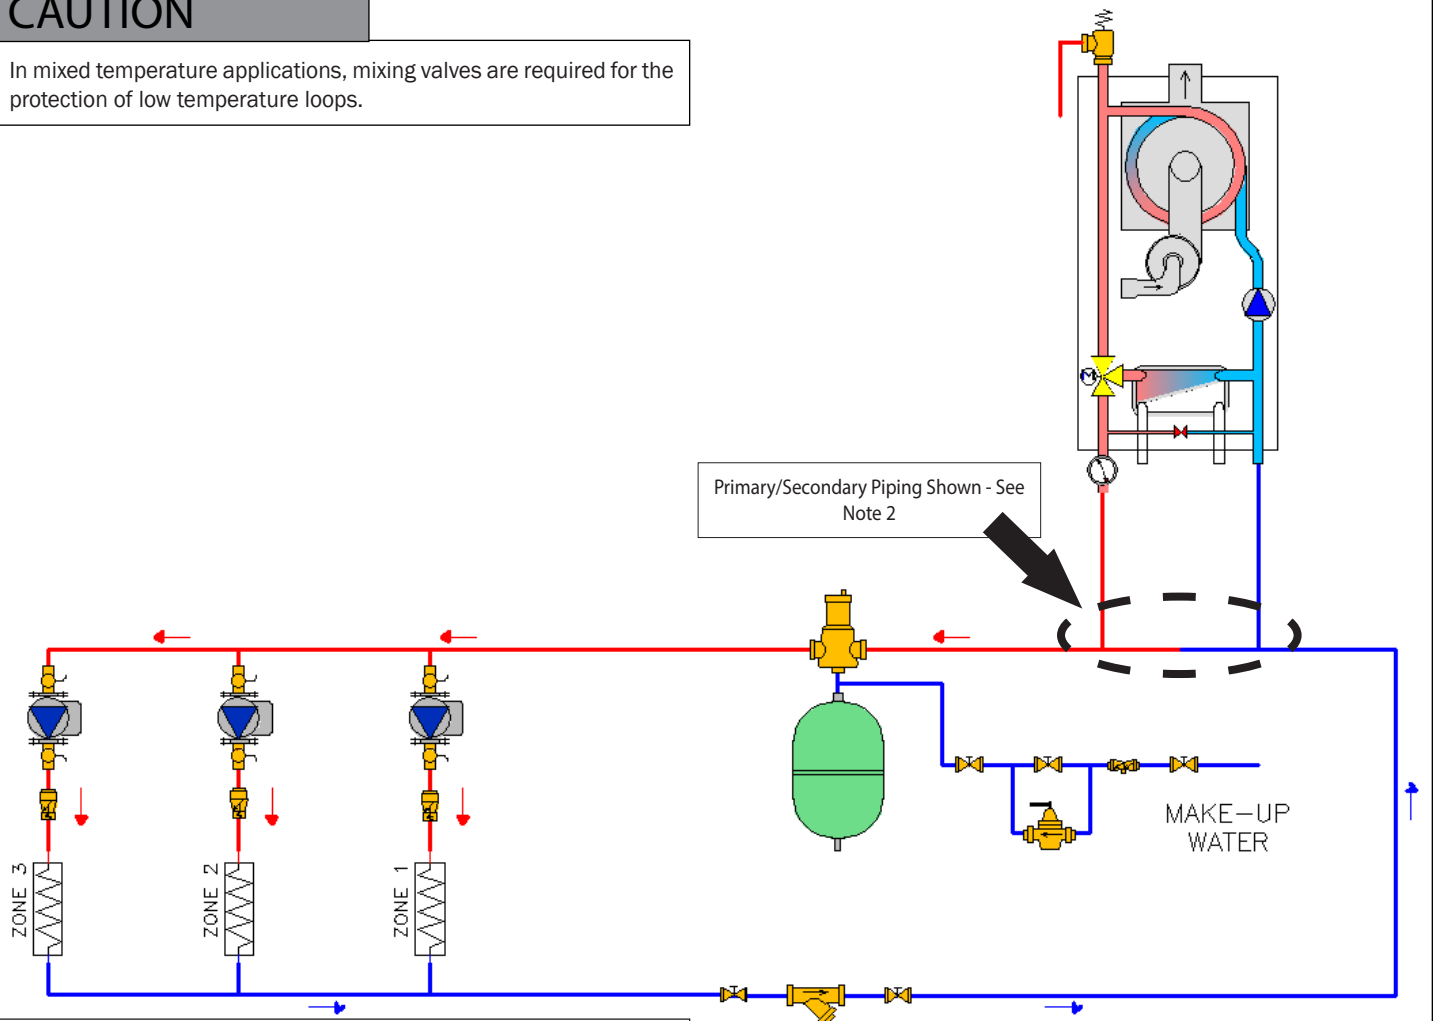 CAUTION
In mixed temperature applications, mixing valves are required for the
protection of low temperature loops.
M
Primary/Secondary Piping Shown - See
Note 2
MAKE-UP
WATER
ZONE 3
ZONE 2
ZONE 1